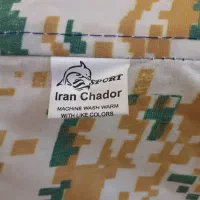 SPORT
Iran Chador
MACHINE WASH WARM
WITH LIKE COLORS